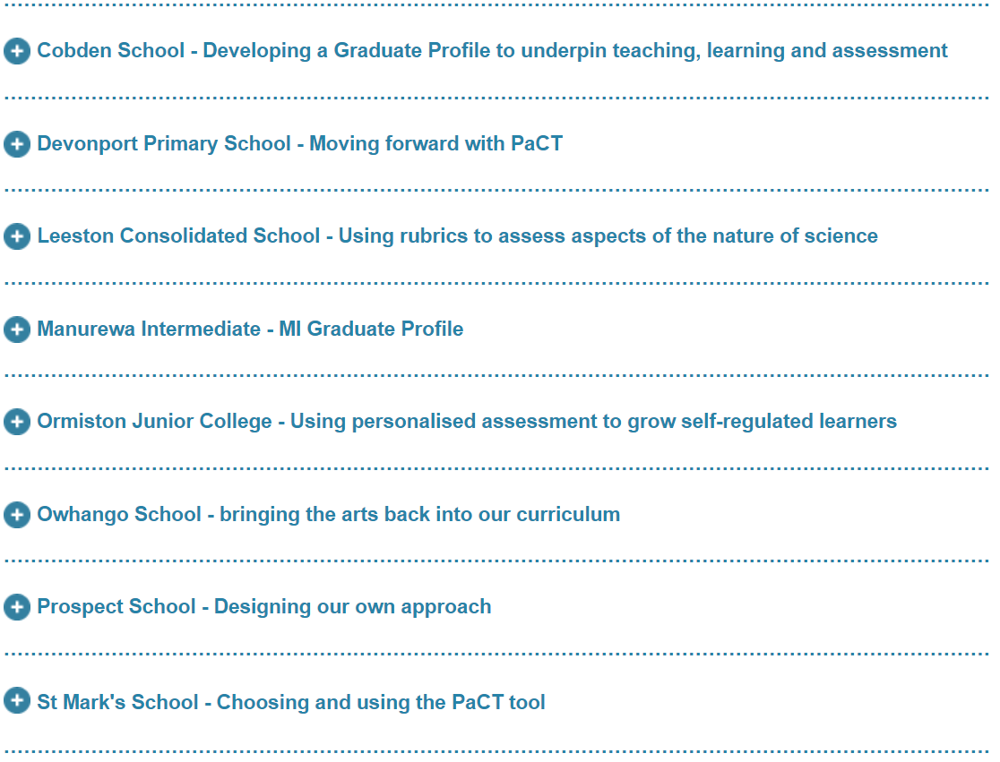 Cobden School - Developing a Graduate Profile to underpin teaching, learning and assessment
Devonport Primary School - Moving forward with PaCT
Leeston Consolidated School - Using rubrics to assess aspects of the nature of science
Manurewa Intermediate - MI Graduate Profile
Ormiston Junior College - Using personalised assessment to grow self-regulated learners
Owhango School - bringing the arts back into our curriculum
Prospect School - Designing our own approach
St Mark's School - Choosing and using the PaCT tool